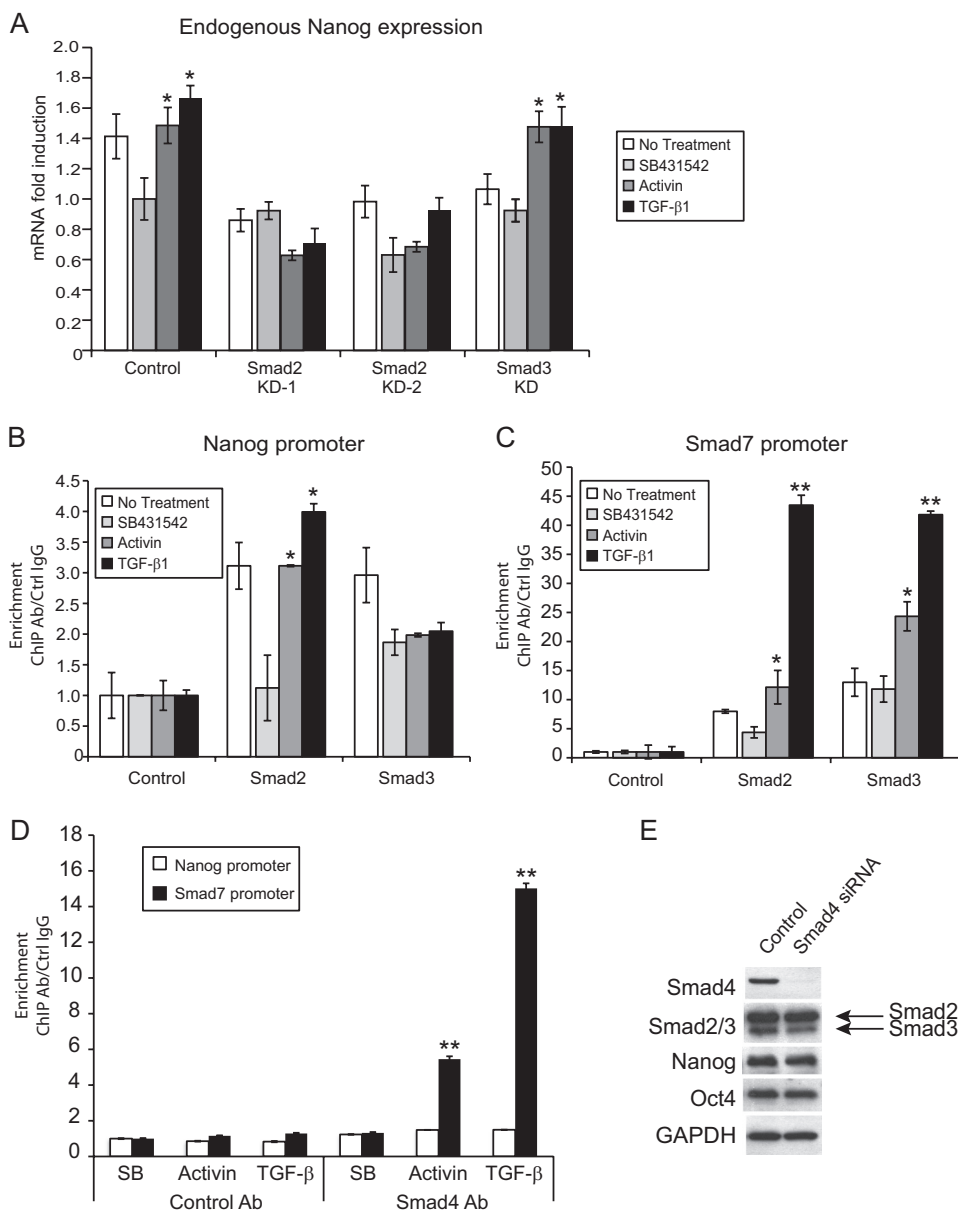 A
Endogenous Nanog expression
mRNA fold induction
2.0
1.8
1.6
1.4
1.2
1.0
0.8
0.6
0.4
0.2
0
* *
* *
No Treatment
SB431542
Activin
TGF-β1
Control
Smad2 KD-1
Smad2 KD-2
Smad3 KD
B
Nanog promoter
Enrichment
ChIP Ab/Ctrl IgG
4.5
4.0
3.5
3.0
2.5
2.0
1.5
1.0
0.5
0
No Treatment
SB431542
Activin
TGF-β1
*
*
Control
Smad2
Smad3
C
Smad7 promoter
Enrichment
ChIP Ab/Ctrl IgG
50
45
40
35
30
25
20
15
10
5
0
No Treatment
SB431542
Activin
TGF-β1
*
**
*
**
Control
Smad2
Smad3
D
Enrichment
ChIP Ab/Ctrl IgG
18
16
14
12
10
8
6
4
2
0
Nanog promoter
Smad7 promoter
**
**
SB
Activin
TGF-β
SB
Activin
TGF-β
Control Ab
Smad4 Ab
E
Control
Smad4 siRNA
Smad4
Smad2/3
Smad2
Smad3
Nanog
Oct4
GAPDH